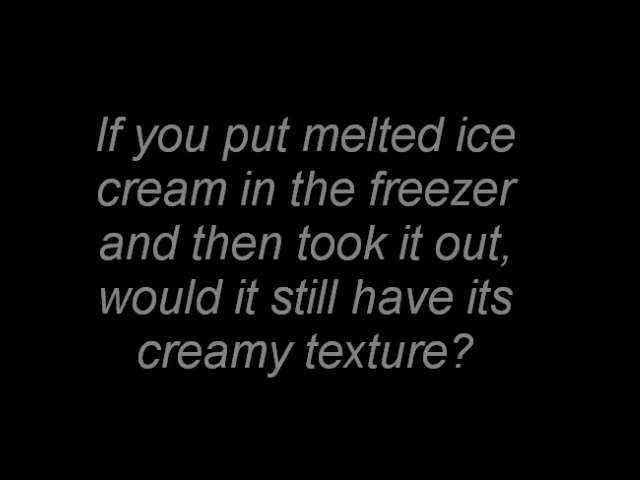 If you put melted ice
cream in the freezer
and then took it out,
would it still have its
creamy texture?